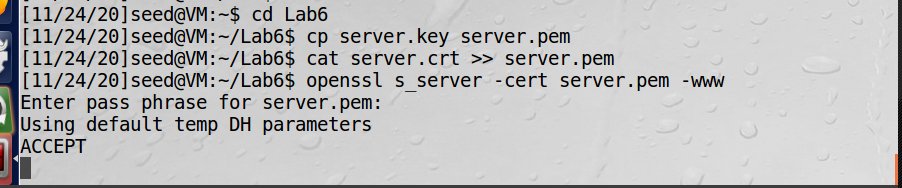 [11/24/20]seed@VM:~$ cd Lab6
[11/24/20]seed@VM:~/Lab6$ cp server.key server.pem
[11/24/20]seed@VM:~/Lab6$ cat server.crt >> server.pem
[11/24/20]seed@VM:~/Lab6$ openssl s_server -cert server.pem -www
Enter pass phrase for server.pem:
Using default temp DH parameters
ACCEPT